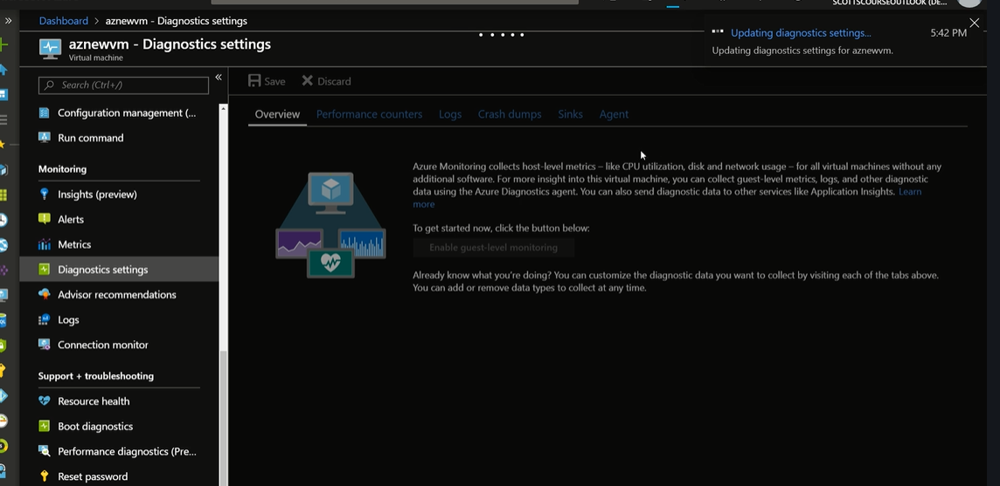 SCOTTSCOURSEOUTLOOK (DE...
Dashboard > aznewvm - Diagnostics settings
aznewvm - Diagnostics settings
Virtual machine
Updating diagnostics settings...
5:42 PM
Updating diagnostics settings for aznewvm.
Search (Ctrl+/)
Configuration management (...
Run command
Monitoring
Insights (preview)
Alerts
Metrics
Diagnostics settings
Advisor recommendations
Logs
Connection monitor
Support + troubleshooting
Resource health
Boot diagnostics
Performance diagnostics (Pre...
Reset password
Save
Discard
Overview
Performance counters
Logs
Crash dumps
Sinks
Agent
Azure Monitoring collects host-level metrics – like CPU utilization, disk and network usage – for all virtual machines without any
additional software. For more insight into this virtual machine, you can collect guest-level metrics, logs, and other diagnostic
data using the Azure Diagnostics agent. You can also send diagnostic data to other services like Application Insights. Learn
more
To get started now, click the button below:
Enable guest-level monitoring
Already know what you're doing? You can customize the diagnostic data you want to collect by visiting each of the tabs above.
You can add or remove data types to collect at any time.